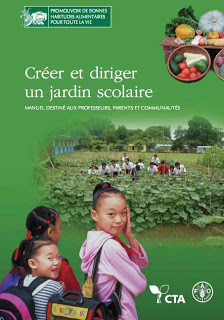 PROMOUVOIR DE BONNES
HABITUDES ALIMENTAIRES
POUR TOUTE LA VIE
Créer et diriger
un jardin scolaire
MANUEL DESTINÉ AUX PROFESSEURS, PARENTS ET COMMUNAUTÉS
CTA